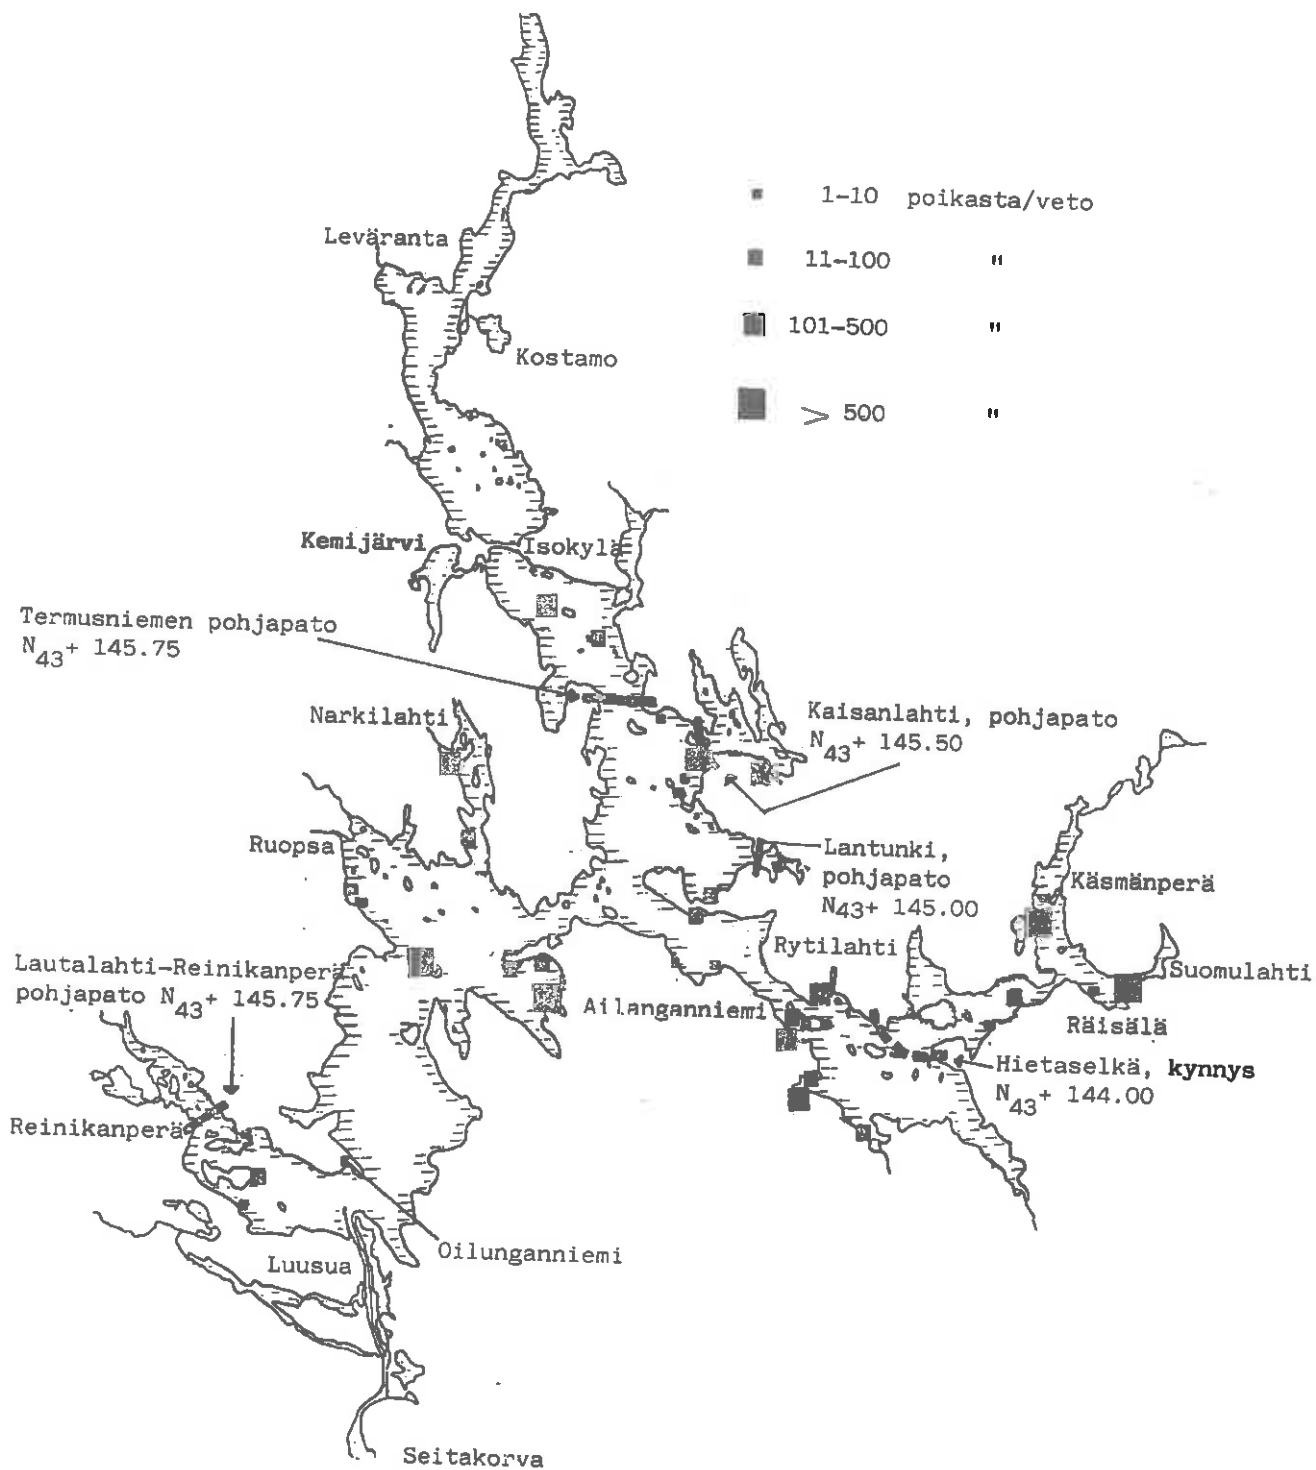 1-10 poikasta/veto
11-100 "
101-500 "
> 500 "
Leväranta
Kostamo
Kemijärvi
Isokylä
Termusniemen pohjapato
N43+ 145.75
Narkilahti
Kaisanlahti, pohjapato
N43+ 145.50
Ruopsa
Lantunki,
pohjapato
N43+ 145.00
Käsmänperä
Rytilahti
Suomulahti
Lautalahti-Reinikanperä
pohjapato N43+ 145.75
Ailanganniemi
Räisälä
Hietaselkä, kynnys
N43+ 144.00
Reinikanperä
Oilunganniemi
Luusua
Seitakorva